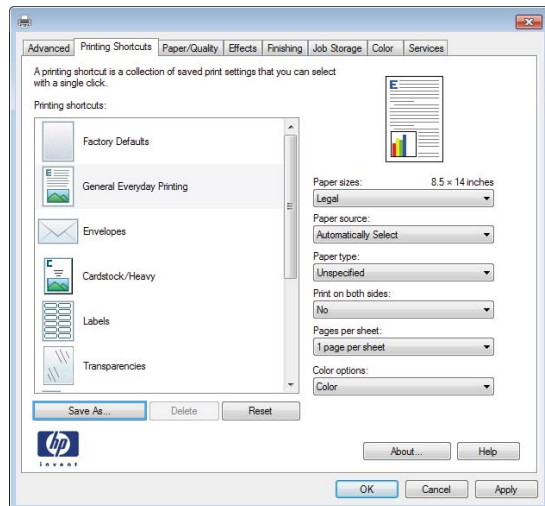 Advanced Printing Shortcuts Paper/Quality Effects Finishing Job Storage Color Services
A printing shortcut is a collection of saved print settings that you can select
with a single click.
Printing shortcuts:
Factory Defaults
General Everyday Printing
Envelopes
Cardstock/Heavy
Labels
Transparencies
Save As... Delete Reset
E
Paper sizes: 8.5 × 14 inches
Legal
Paper source:
Automatically Select
Paper type:
Unspecified
Print on both sides:
No
Pages per sheet:
1 page per sheet
Color options:
Color
hp
invent
About... Help
OK Cancel Apply